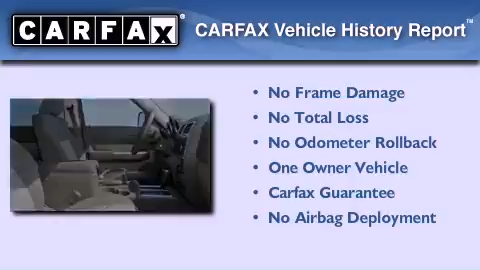 CARFAX® CARFAX Vehicle History Report™
• No Frame Damage
• No Total Loss
• No Odometer Rollback
• One Owner Vehicle
• Carfax Guarantee
• No Airbag Deployment